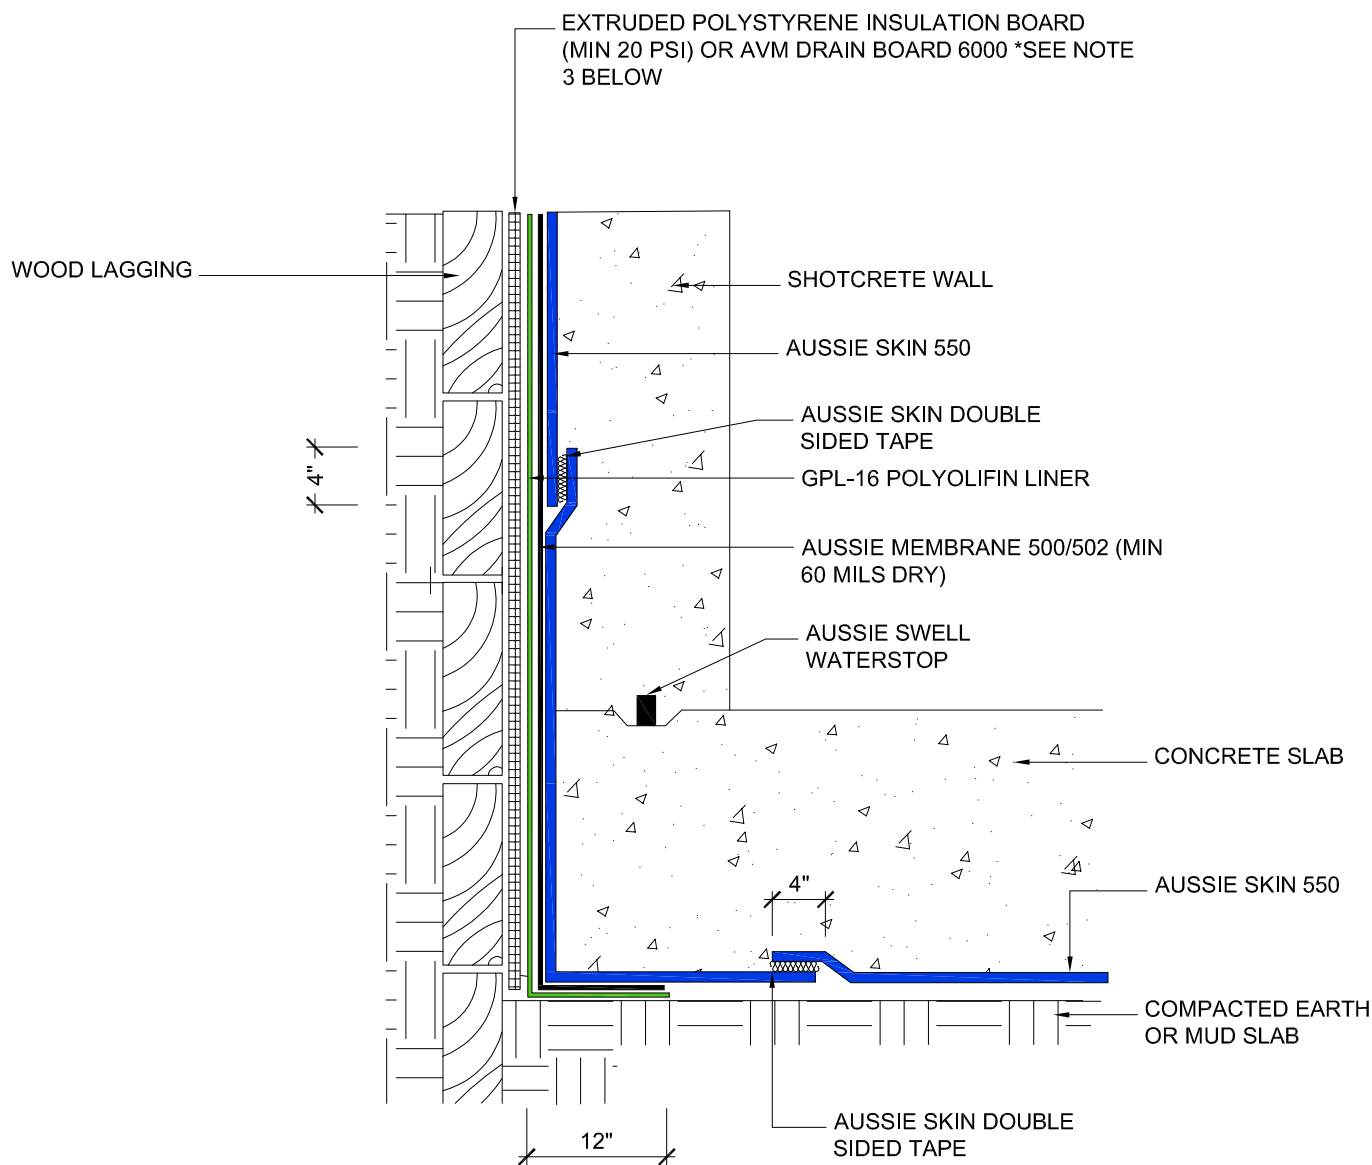 EXTRUDED POLYSTYRENE INSULATION BOARD
(MIN 20 PSI) OR AVM DRAIN BOARD 6000 *SEE NOTE
3 BELOW
WOOD LAGGING
SHOTCRETE WALL
AUSSIE SKIN 550
AUSSIE SKIN DOUBLE
SIDED TAPE
4"
GPL-16 POLYOLIFIN LINER
AUSSIE MEMBRANE 500/502 (MIN
60 MILS DRY)
AUSSIE SWELL
WATERSTOP
CONCRETE SLAB
4"
AUSSIE SKIN 550
COMPACTED EARTH
OR MUD SLAB
AUSSIE SKIN DOUBLE
SIDED TAPE
12"